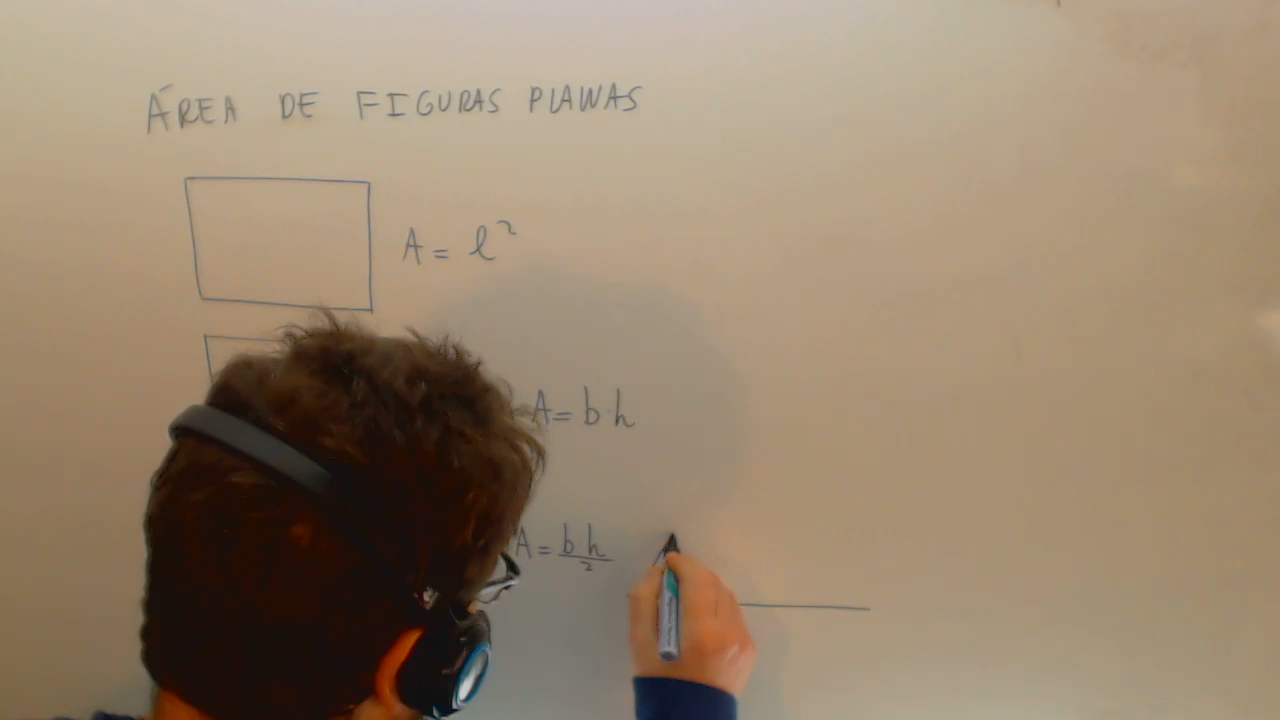 ÁREA DE FIGURAS PLANAS
A = l²
A = b·h
A = b·h/2